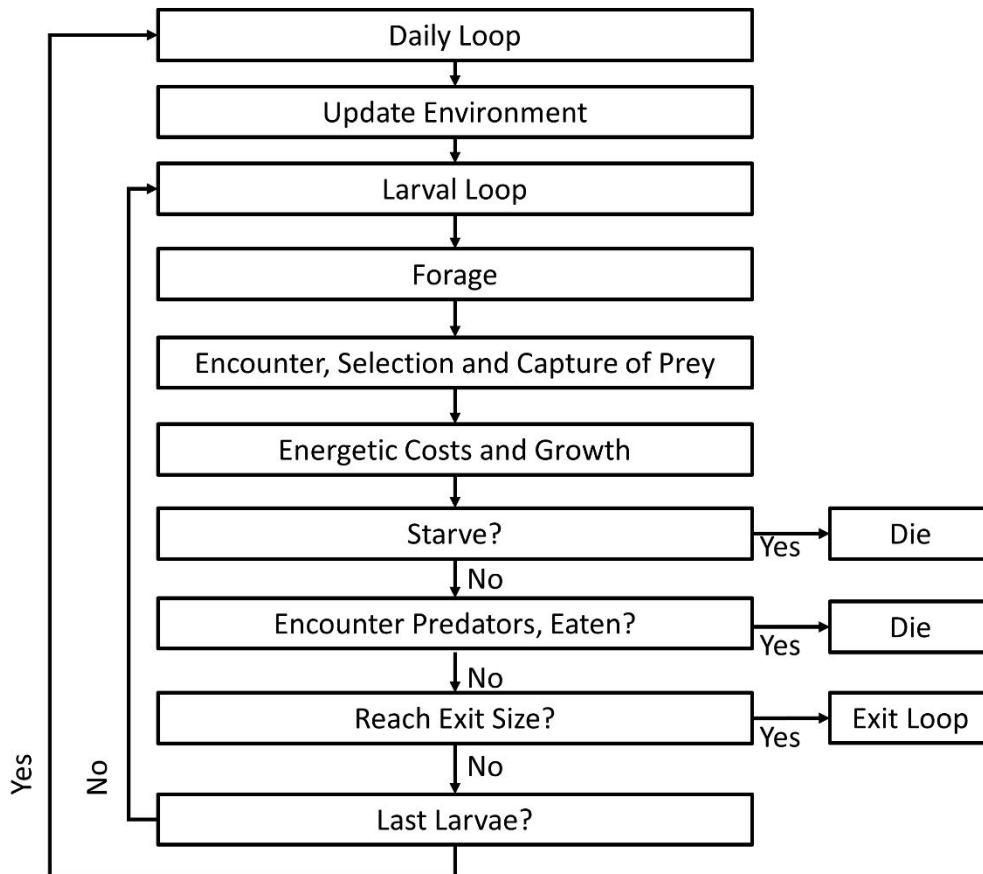 Daily Loop
Update Environment
Larval Loop
Forage
Encounter, Selection and Capture of Prey
Energetic Costs and Growth
Starve?
Yes
Die
No
Encounter Predators, Eaten?
Yes
Die
No
Reach Exit Size?
Yes
Exit Loop
No
Last Larvae?
No
Yes